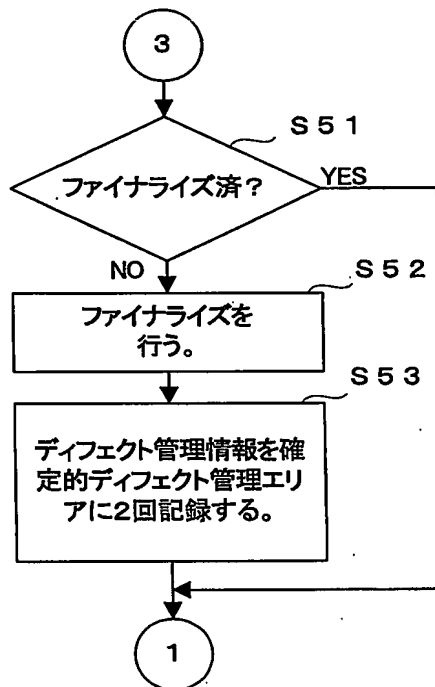 3
S51
ファイナライズ済？
YES
NO
S52
ファイナライズを
行う。
S53
ディフェクト管理情報を確
定的ディフェクト管理エリ
アに2回記録する。
1